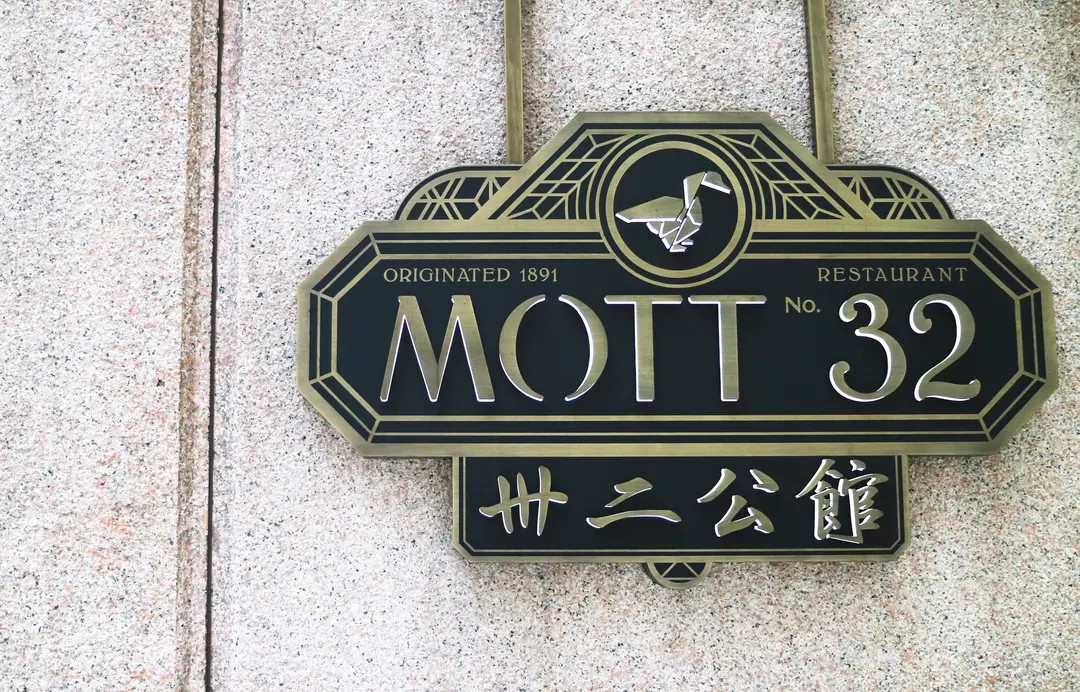 ORIGINATED 1891 RESTAURANT
MOTT No. 32
卅二公館